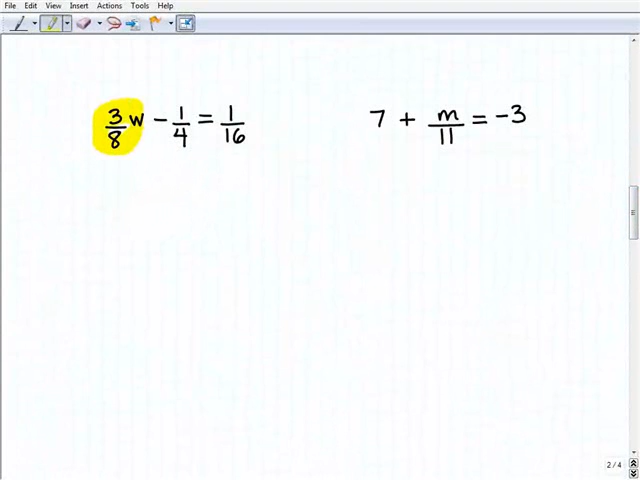 File Edit View Insert Actions Tools Help
3/8 w - 1/4 = 1/16
7 + m/11 = -3
2 / 4